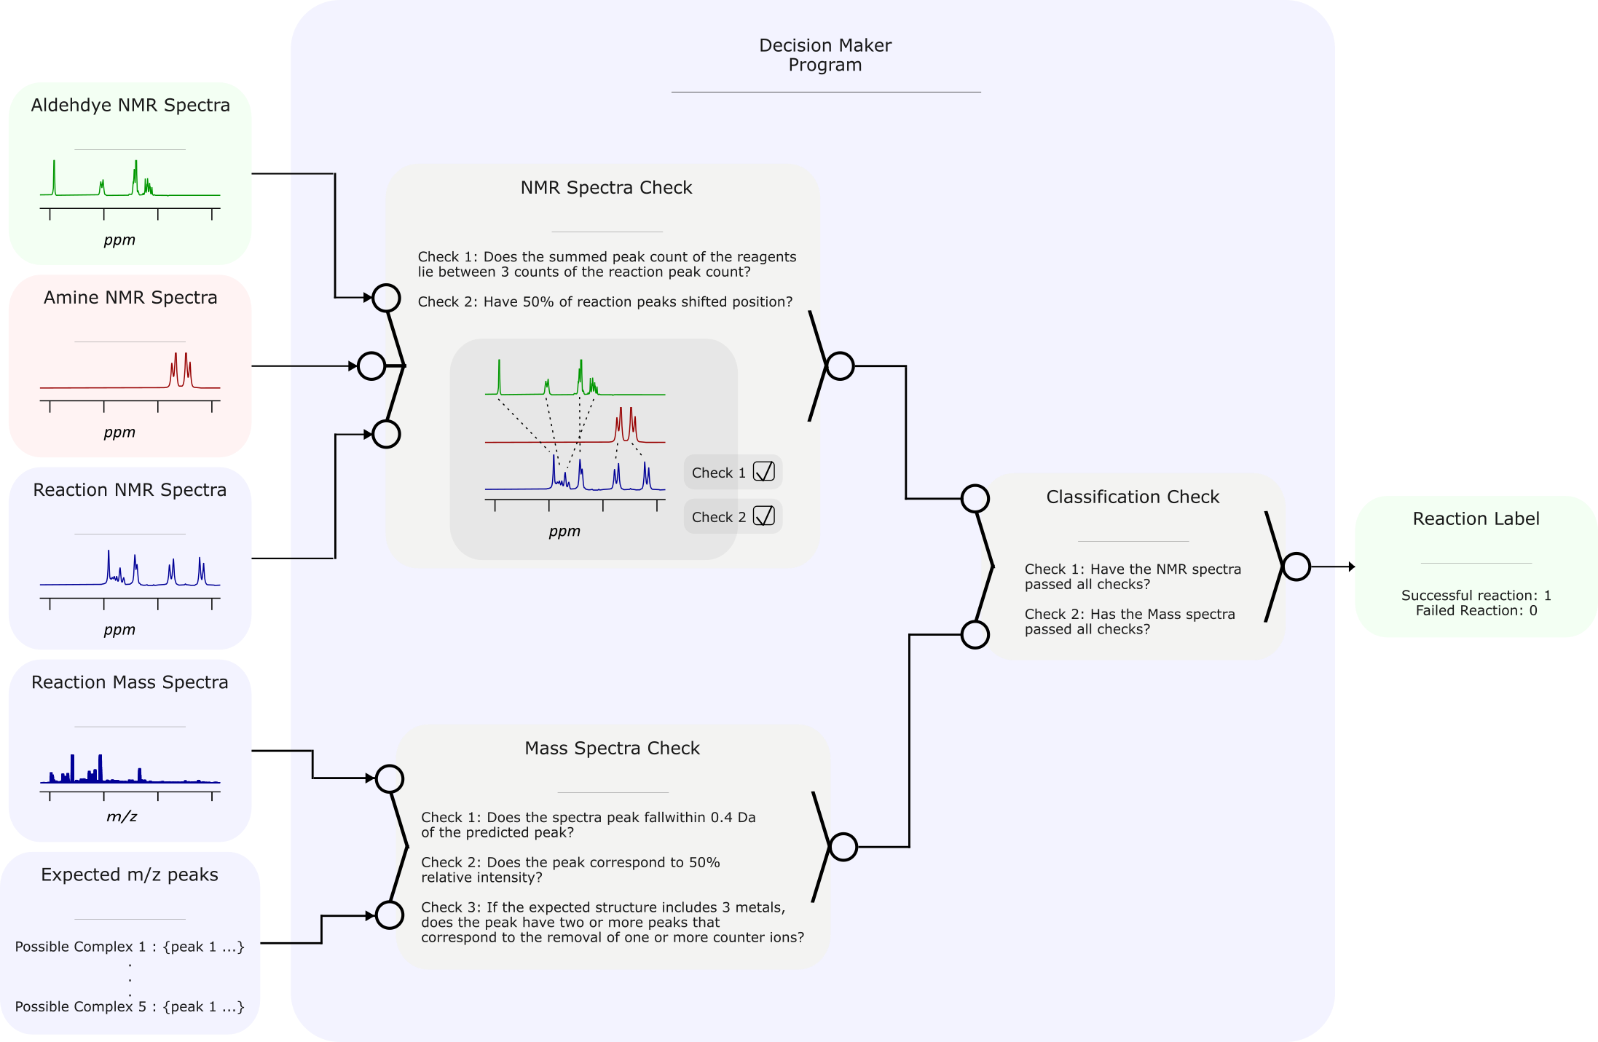 Decision Maker
Program
Aldehdye NMR Spectra
ppm
Amine NMR Spectra
ppm
Reaction NMR Spectra
ppm
Reaction Mass Spectra
m/z
Expected m/z peaks
Possible Complex 1 : {peak 1 ...}
.
.
.
Possible Complex 5 : {peak 1 ...}
NMR Spectra Check
Check 1: Does the summed peak count of the reagents
lie between 3 counts of the reaction peak count?
Check 2: Have 50% of reaction peaks shifted position?
Check 1
Check 2
ppm
Mass Spectra Check
Check 1: Does the spectra peak fallwithin 0.4 Da
of the predicted peak?
Check 2: Does the peak correspond to 50%
relative intensity?
Check 3: If the expected structure includes 3 metals,
does the peak have two or more peaks that
correspond to the removal of one or more counter ions?
Classification Check
Check 1: Have the NMR spectra
passed all checks?
Check 2: Has the Mass spectra
passed all checks?
Reaction Label
Successful reaction: 1
Failed Reaction: 0